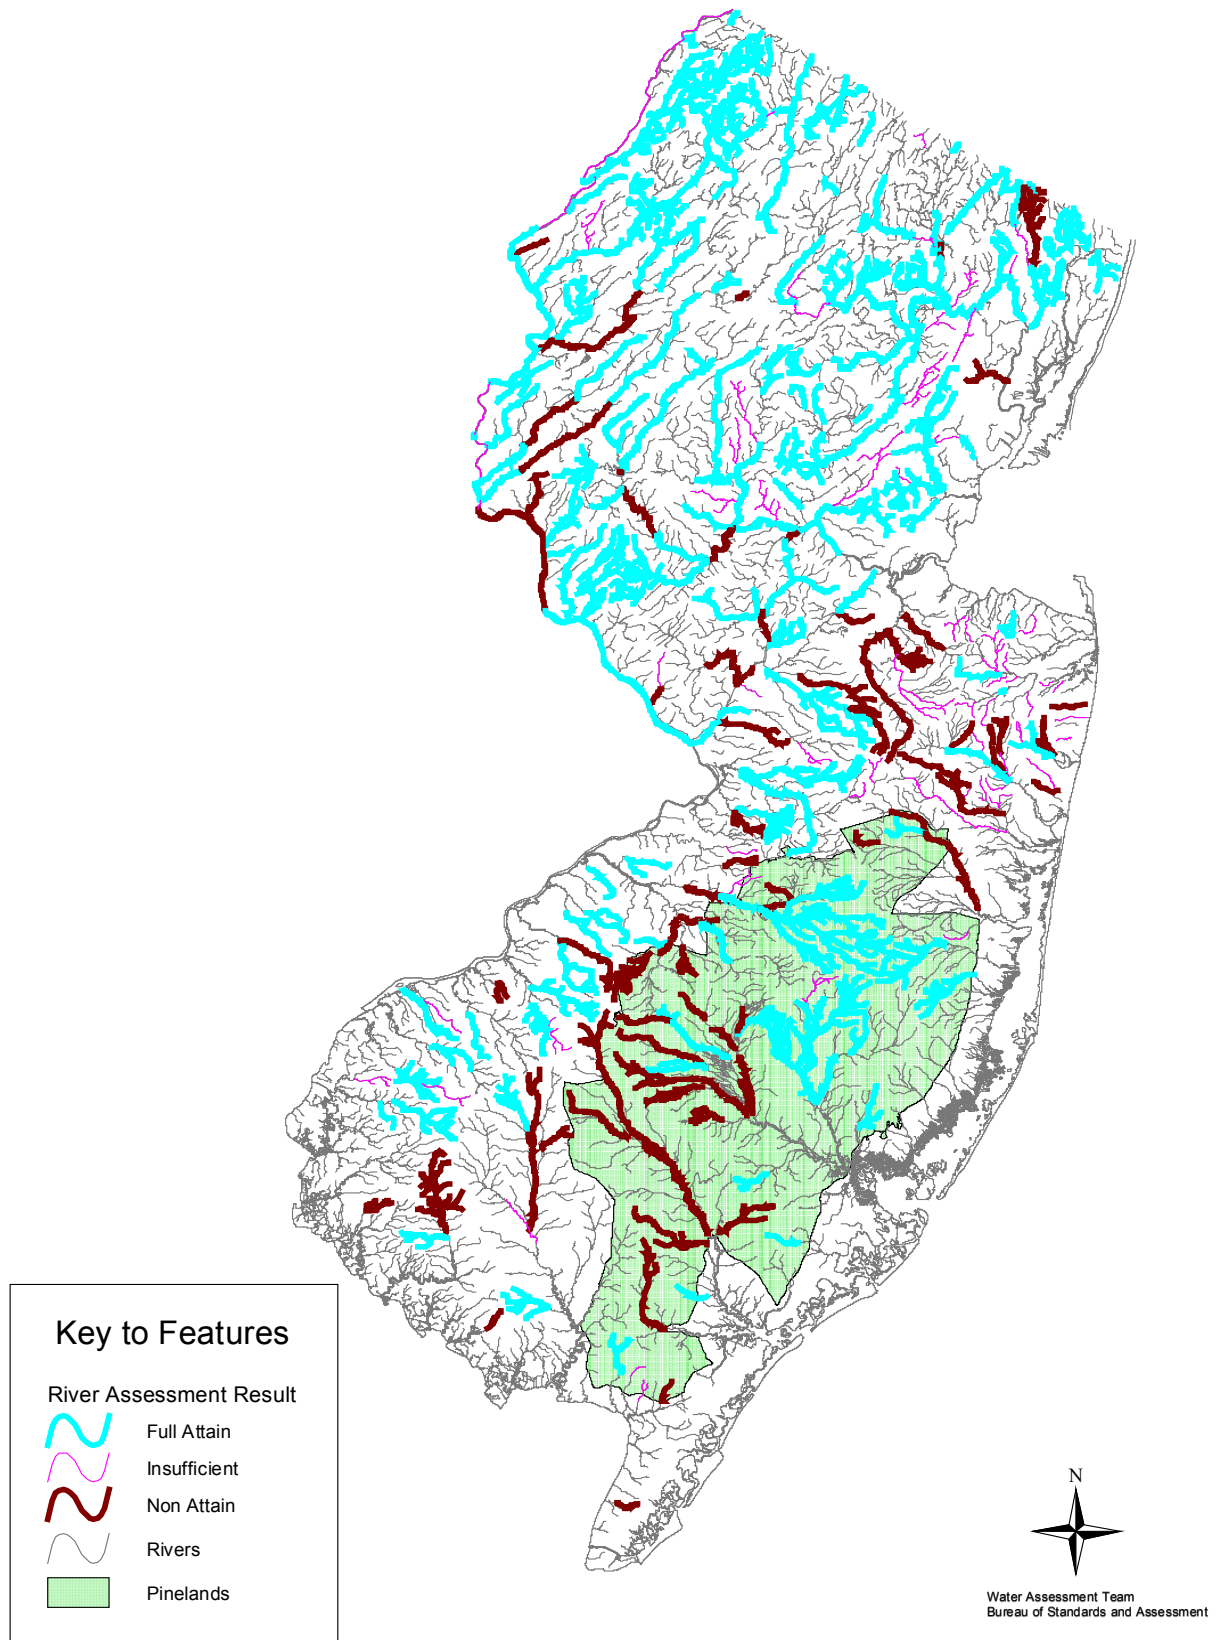 Key to Features
River Assessment Result
Full Attain
Insufficient
Non Attain
Rivers
Pinelands
N
Water Assessment Team
Bureau of Standards and Assessment